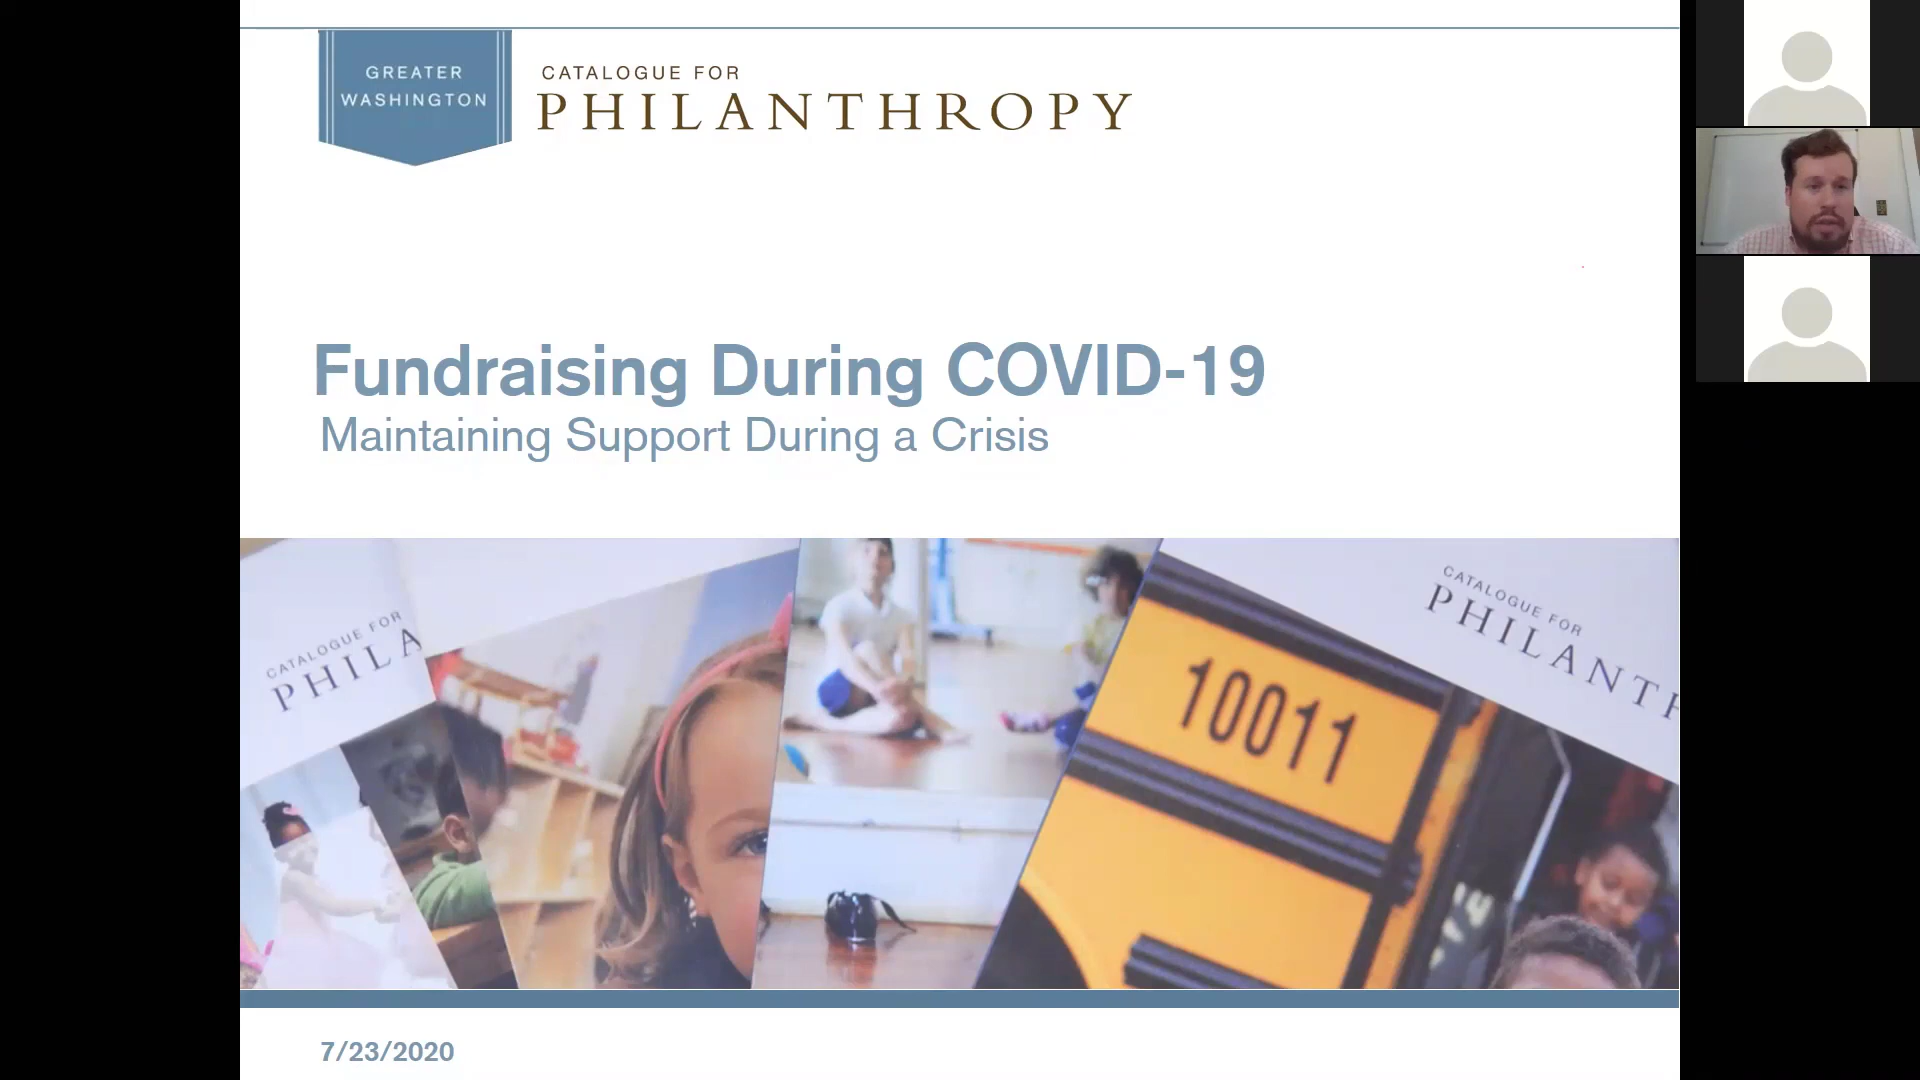 GREATER
WASHINGTON
CATALOGUE FOR
PHILANTHROPY
Fundraising During COVID-19
Maintaining Support During a Crisis
CATALOGUE FOR
PHILA
CATALOGUE FOR
PHILANTH
10011
7/23/2020